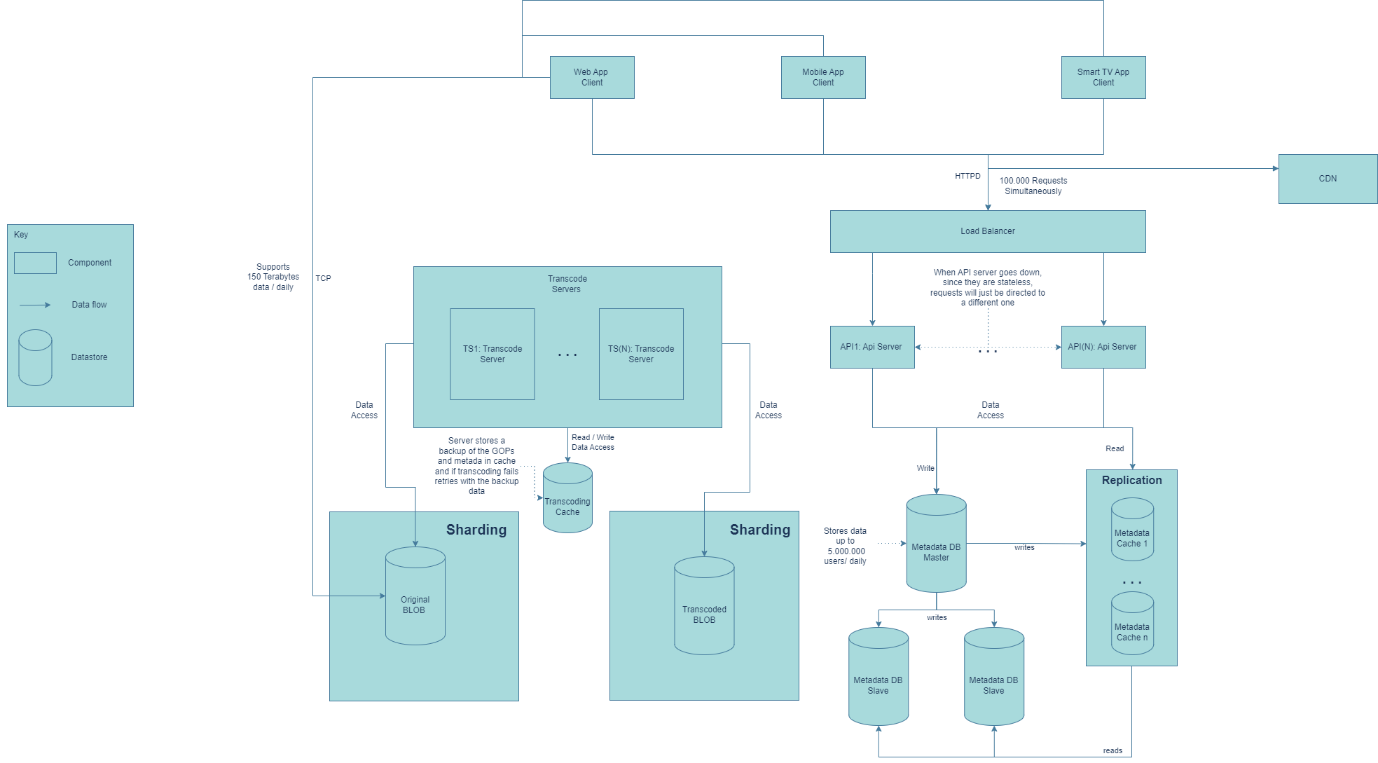 Web App
Client
Mobile App
Client
Smart TV App
Client
HTTPD
100.000 Requests
Simultaneously
CDN
Load Balancer
Key
Component
Data flow
Datastore
Supports
150 Terabytes
data / daily
TCP
Transcode
Servers
TS1: Transcode
Server
. . .
TS(N): Transcode
Server
When API server goes down,
since they are stateless,
requests will just be directed to
a different one
API1: Api Server
. . .
API(N): Api Server
Data
Access
Data
Access
Data
Access
Read / Write
Data Access
Server stores a
backup of the GOPs
and metada in cache
and if transcoding fails
retries with the backup
data
Transcoding
Cache
Write
Read
Replication
Metadata
Cache 1
. . .
Metadata
Cache n
Sharding
Original
BLOB
Sharding
Transcoded
BLOB
Stores data
up to
5.000.000
users/ daily
Metadata DB
Master
writes
writes
Metadata DB
Slave
Metadata DB
Slave
reads